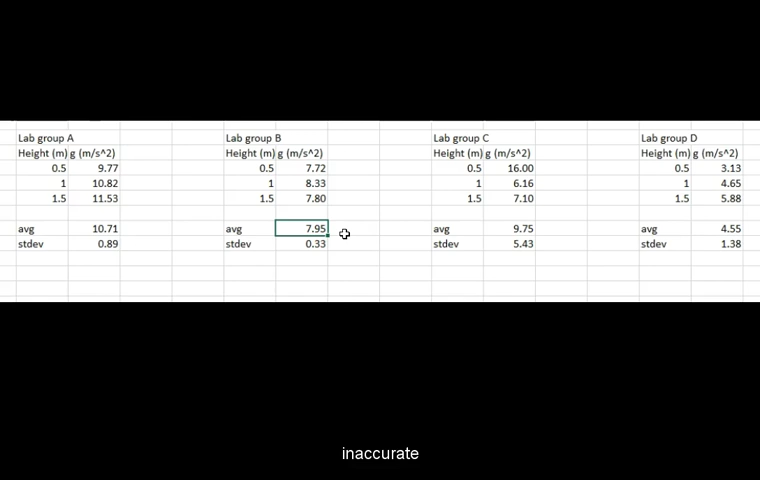 Lab group A Lab group B Lab group C Lab group D
Height (m) g (m/s^2) Height (m) g (m/s^2) Height (m) g (m/s^2) Height (m) g (m/s^2)
0.5 9.77 0.5 7.72 0.5 16.00 0.5 3.13
1 10.82 1 8.33 1 6.16 1 4.65
1.5 11.53 1.5 7.80 1.5 7.10 1.5 5.88
avg 10.71 avg 7.95 avg 9.75 avg 4.55
stdev 0.89 stdev 0.33 stdev 5.43 stdev 1.38
inaccurate